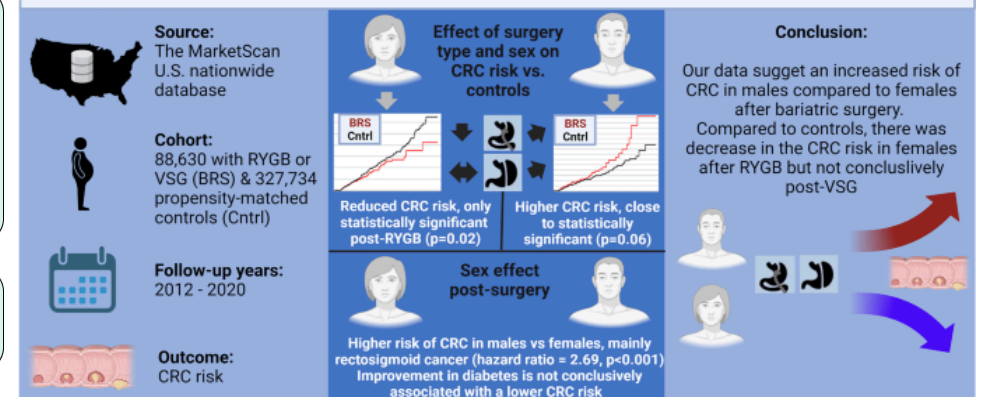 Source:
The MarketScan
U.S. nationwide
database
Cohort:
88,630 with RYGB or
VSG (BRS) & 327,734
propensity-matched
controls (Cntrl)
Follow-up years:
2012 - 2020
Outcome:
CRC risk
Effect of surgery
type and sex on
CRC risk vs.
controls
BRS
Cntrl
BRS
Cntrl
Reduced CRC risk, only
statistically significant
post-RYGB (p=0.02)
Higher CRC risk, close
to statistically
significant (p=0.06)
Sex effect
post-surgery
Higher risk of CRC in males vs females, mainly
rectosigmoid cancer (hazard ratio = 2.69, p<0.001)
Improvement in diabetes is not conclusively
associated with a lower CRC risk
Conclusion:
Our data sugget an increased risk of
CRC in males compared to females
after bariatric surgery.
Compared to controls, there was
decrease in the CRC risk in females
after RYGB but not concluslively
post-VSG